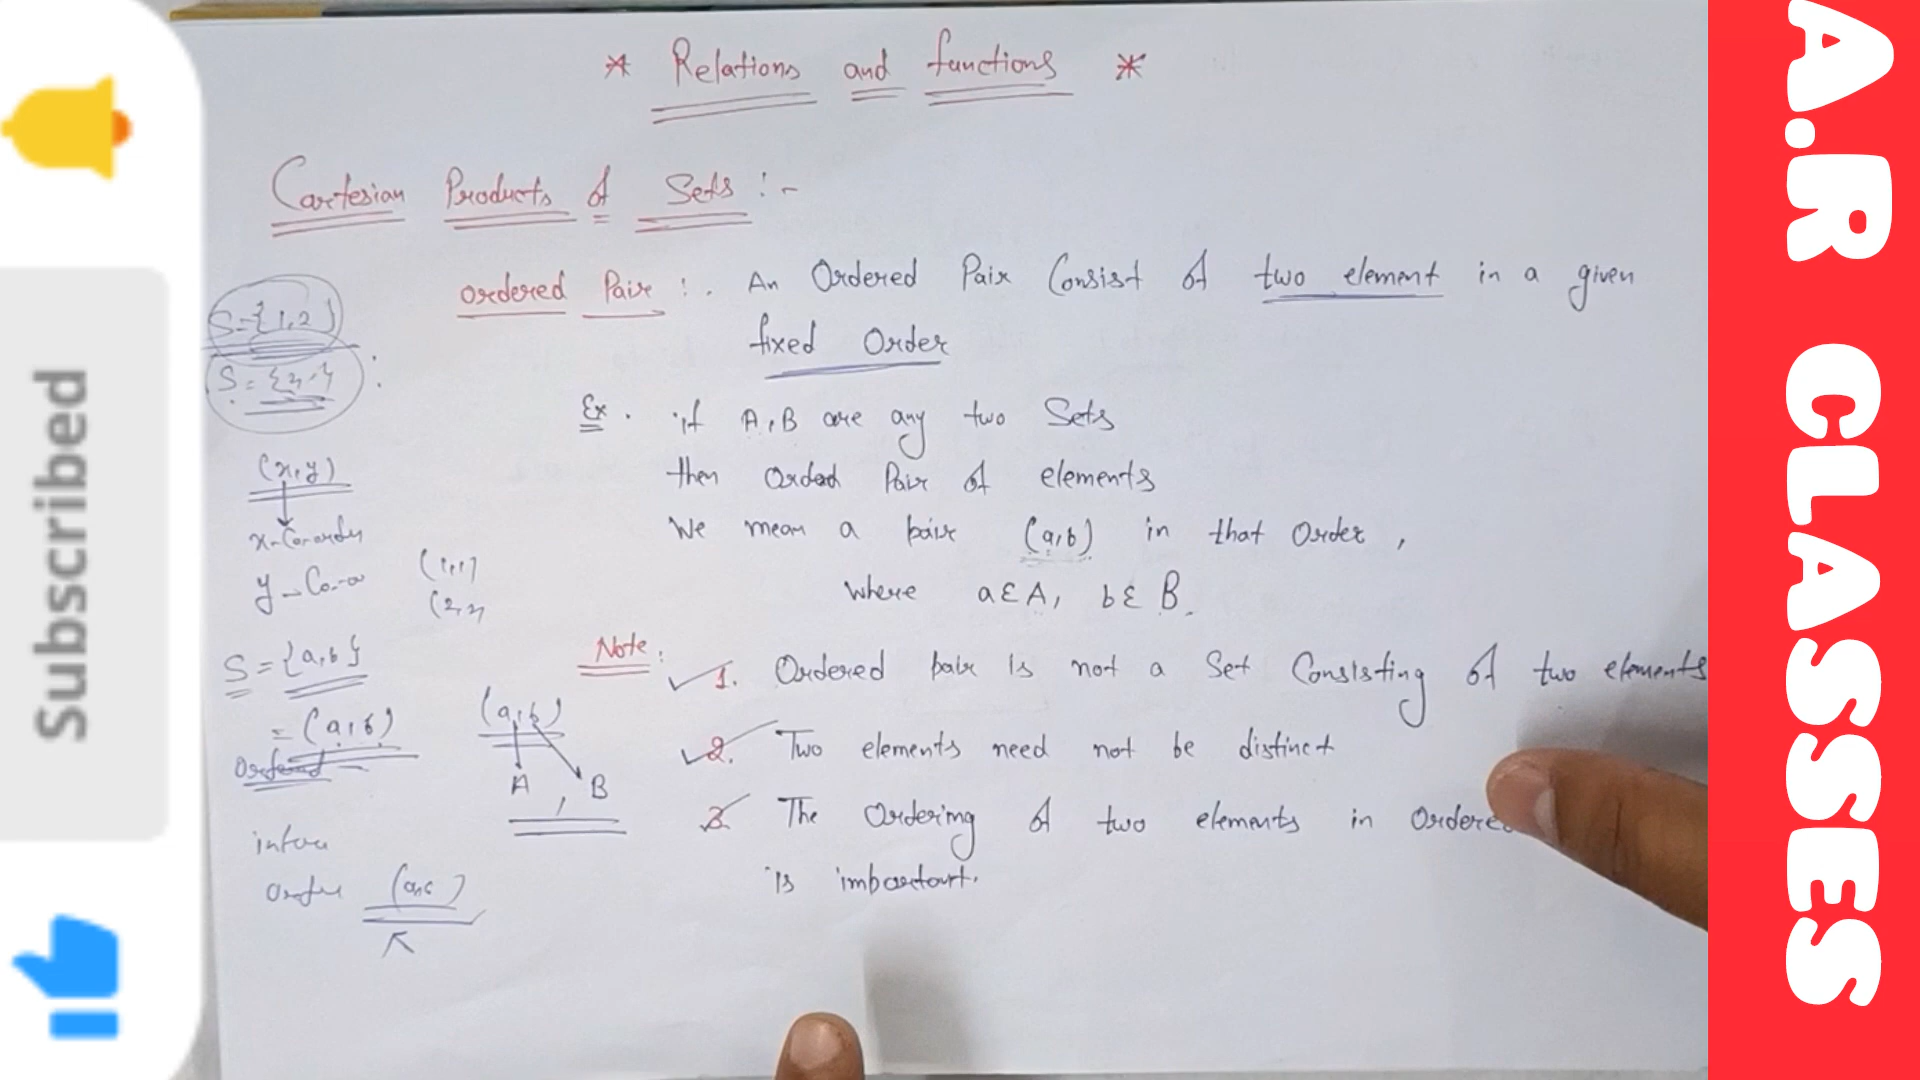 * Relations and functions *
Cartesian Products of Sets :-
ordered Pair : . An Ordered Pair Consist of two element in a given
fixed Order
Ex . if A, B are any two Sets
then Orded Pair of elements
We mean a pair (a, b) in that Order ,
Where a ∈ A, b ∈ B.
Note :
1. Ordered pair is not a Set Consisting of two elements
2. Two elements need not be distinct
3. The Ordering of two elements in Ordere
is important.
S = {1, 2}
S = {2, 1}
(x, y)
y - Co-o
(1, 1)
(2, 2)
S = {a, b}
= (a, b)
(a, b)
A , B
Subscribed
A.R CLASSES